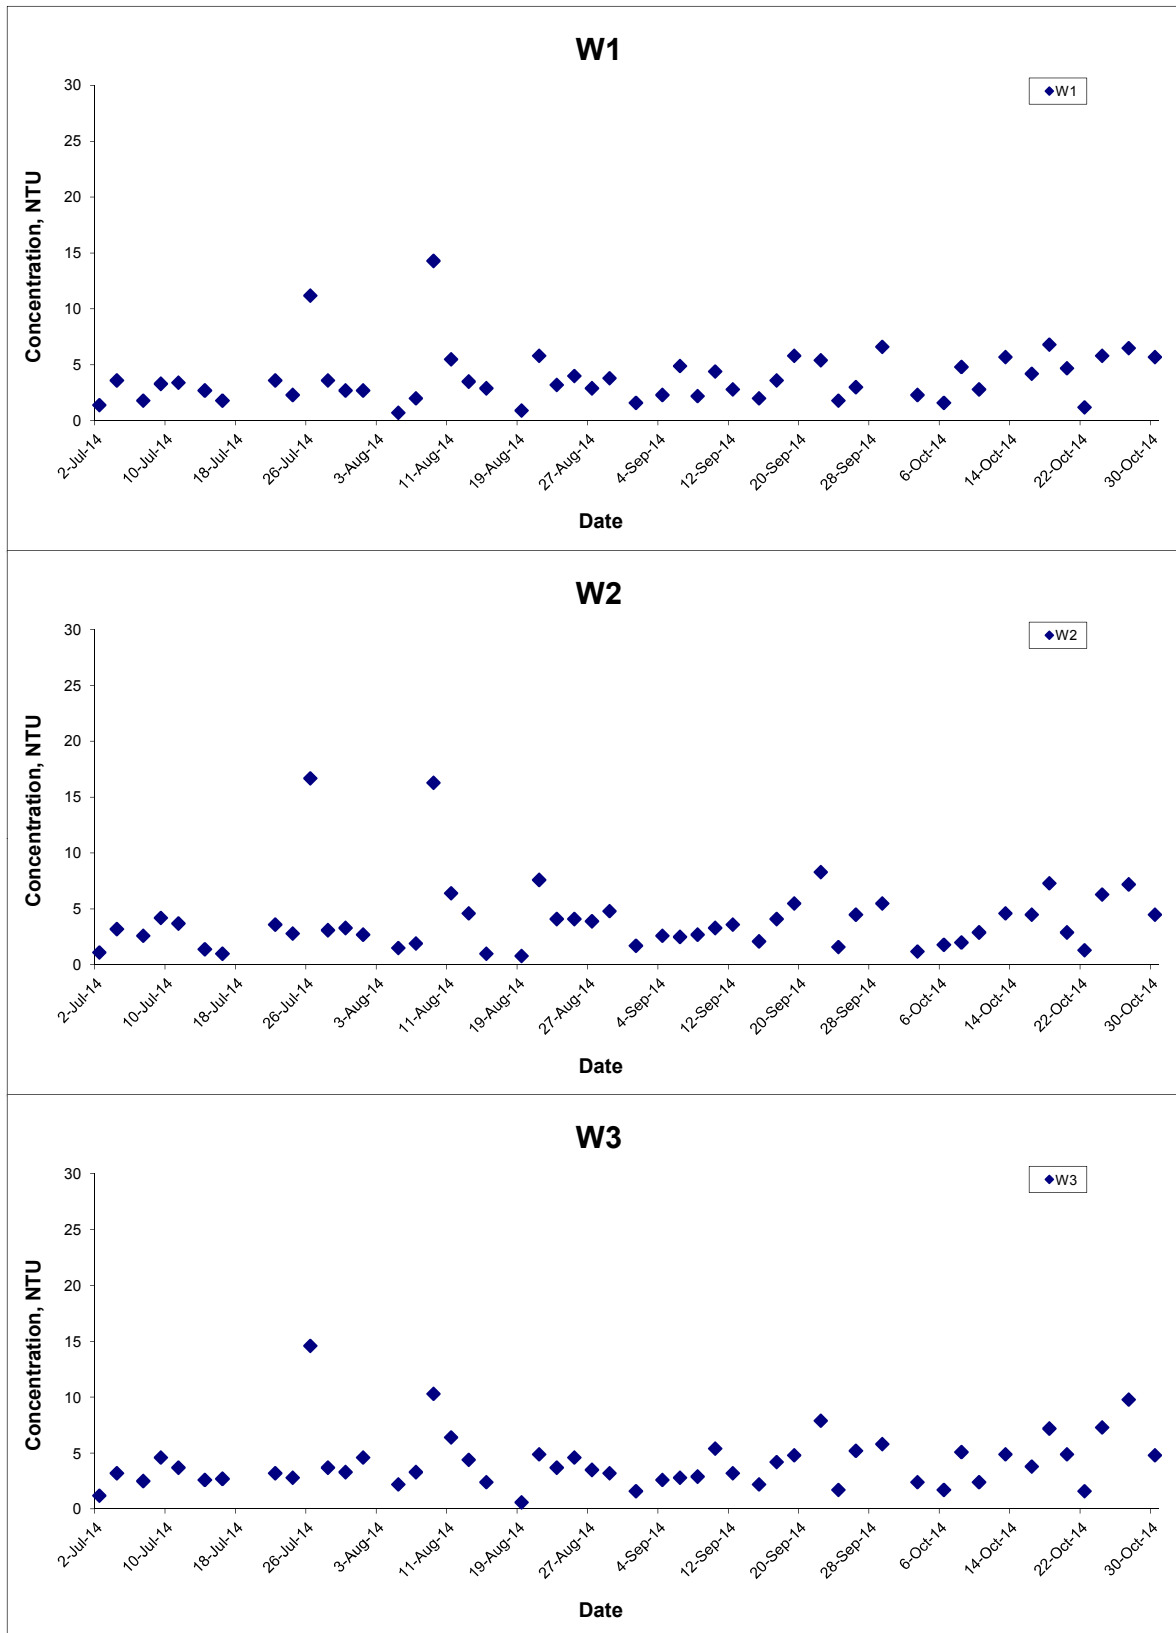 W1
W1
30
25
20
15
10
5
0
Concentration, NTU
2-Jul-14 10-Jul-14 18-Jul-14 26-Jul-14 3-Aug-14 11-Aug-14 19-Aug-14 27-Aug-14 4-Sep-14 12-Sep-14 20-Sep-14 28-Sep-14 6-Oct-14 14-Oct-14 22-Oct-14 30-Oct-14
Date
W2
W2
30
25
20
15
10
5
0
Concentration, NTU
2-Jul-14 10-Jul-14 18-Jul-14 26-Jul-14 3-Aug-14 11-Aug-14 19-Aug-14 27-Aug-14 4-Sep-14 12-Sep-14 20-Sep-14 28-Sep-14 6-Oct-14 14-Oct-14 22-Oct-14 30-Oct-14
Date
W3
W3
30
25
20
15
10
5
0
Concentration, NTU
2-Jul-14 10-Jul-14 18-Jul-14 26-Jul-14 3-Aug-14 11-Aug-14 19-Aug-14 27-Aug-14 4-Sep-14 12-Sep-14 20-Sep-14 28-Sep-14 6-Oct-14 14-Oct-14 22-Oct-14 30-Oct-14
Date